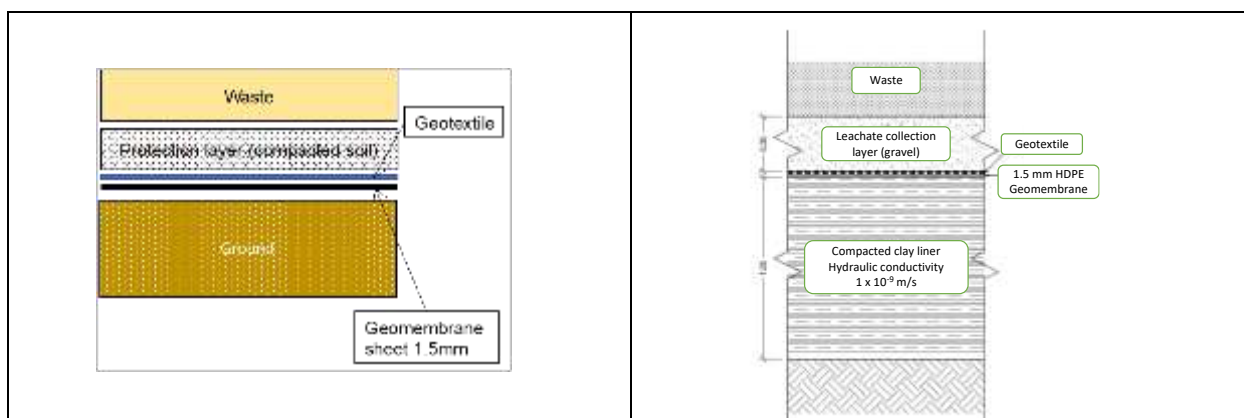 Waste
Geotextile
Protection layer (compacted soil)
Ground
Geomembrane
sheet 1.5mm
Waste
Leachate collection
layer (gravel)
Geotextile
1.5 mm HDPE
Geomembrane
Compacted clay liner
Hydraulic conductivity
1 x 10⁻⁹ m/s